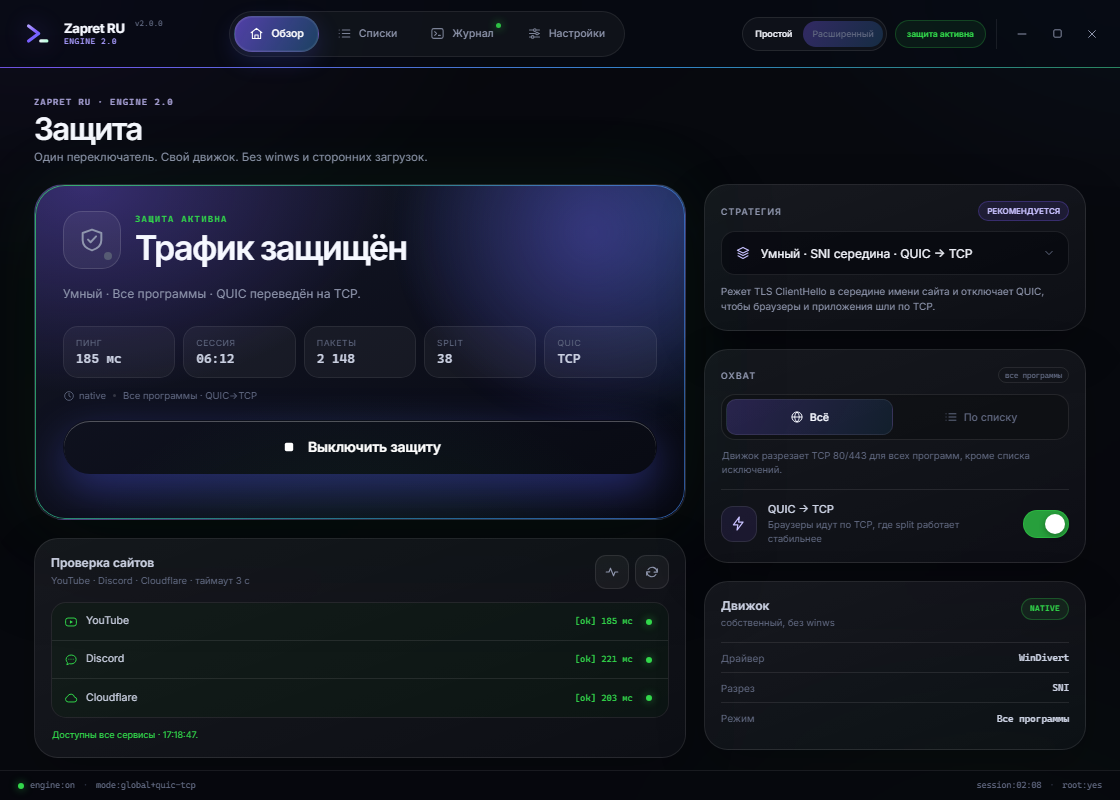 Zapret RU v2.0.0
ENGINE 2.0
Обзор
Списки
Журнал
Настройки
Простой
Расширенный
защита активна
ZAPRET RU · ENGINE 2.0
Защита
Один переключатель. Свой движок. Без winws и сторонних загрузок.
ЗАЩИТА АКТИВНА
Трафик защищён
Умный · Все программы · QUIC переведён на TCP.
ПИНГ
185 мс
СЕССИЯ
06:12
ПАКЕТЫ
2 148
SPLIT
38
QUIC
TCP
native • Все программы · QUIC→TCP
Выключить защиту
Проверка сайтов
YouTube · Discord · Cloudflare · таймаут 3 с
YouTube [ok] 185 мс
Discord [ok] 221 мс
Cloudflare [ok] 203 мс
Доступны все сервисы · 17:18:47.
СТРАТЕГИЯ
РЕКОМЕНДУЕТСЯ
Умный · SNI середина · QUIC → TCP
Режет TLS ClientHello в середине имени сайта и отключает QUIC,
чтобы браузеры и приложения шли по TCP.
ОХВАТ
все программы
Всё
По списку
Движок разрезает TCP 80/443 для всех программ, кроме списка
исключений.
QUIC → TCP
Браузеры идут по TCP, где split работает
стабильнее
Движок
NATIVE
собственный, без winws
Драйвер WinDivert
Разрез SNI
Режим Все программы
engine:on · mode:global+quic-tcp
session:02:08 · root:yes